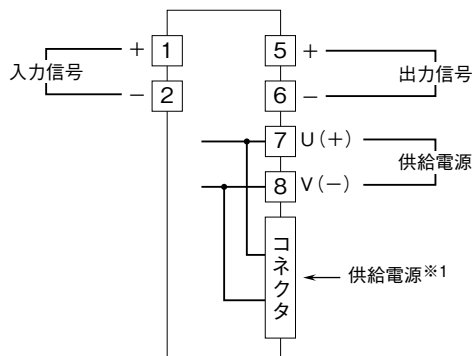 入力信号
+ 1
− 2
5 +
6 −
出力信号
7 U(+)
8 V(−)
供給電源
コネクタ
供給電源※1